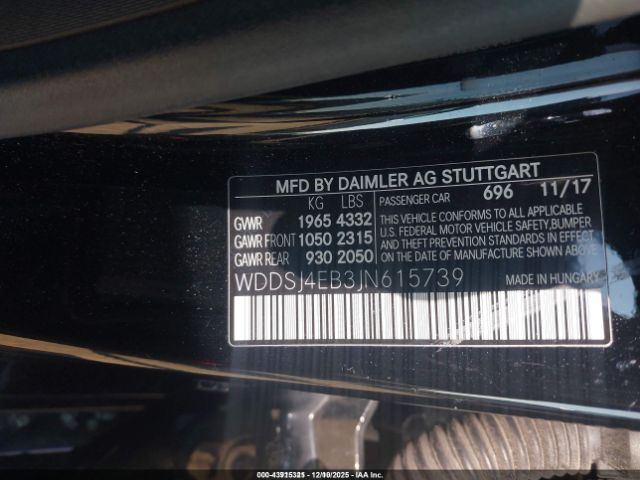 MFD BY DAIMLER AG STUTTGART
KG LBS
GVWR 1965 4332
GAWR FRONT 1050 2315
GAWR REAR 930 2050
PASSENGER CAR 696 11/17
THIS VEHICLE CONFORMS TO ALL APPLICABLE
U.S. FEDERAL MOTOR VEHICLE SAFETY, BUMPER
AND THEFT PREVENTION STANDARDS IN EFFECT
ON THE DATE OF MANUFACTURE SHOWN ABOVE
WDDSJ4EB3JN615739 MADE IN HUNGARY
000-43915321 - 12/10/2025 - IAA Inc.